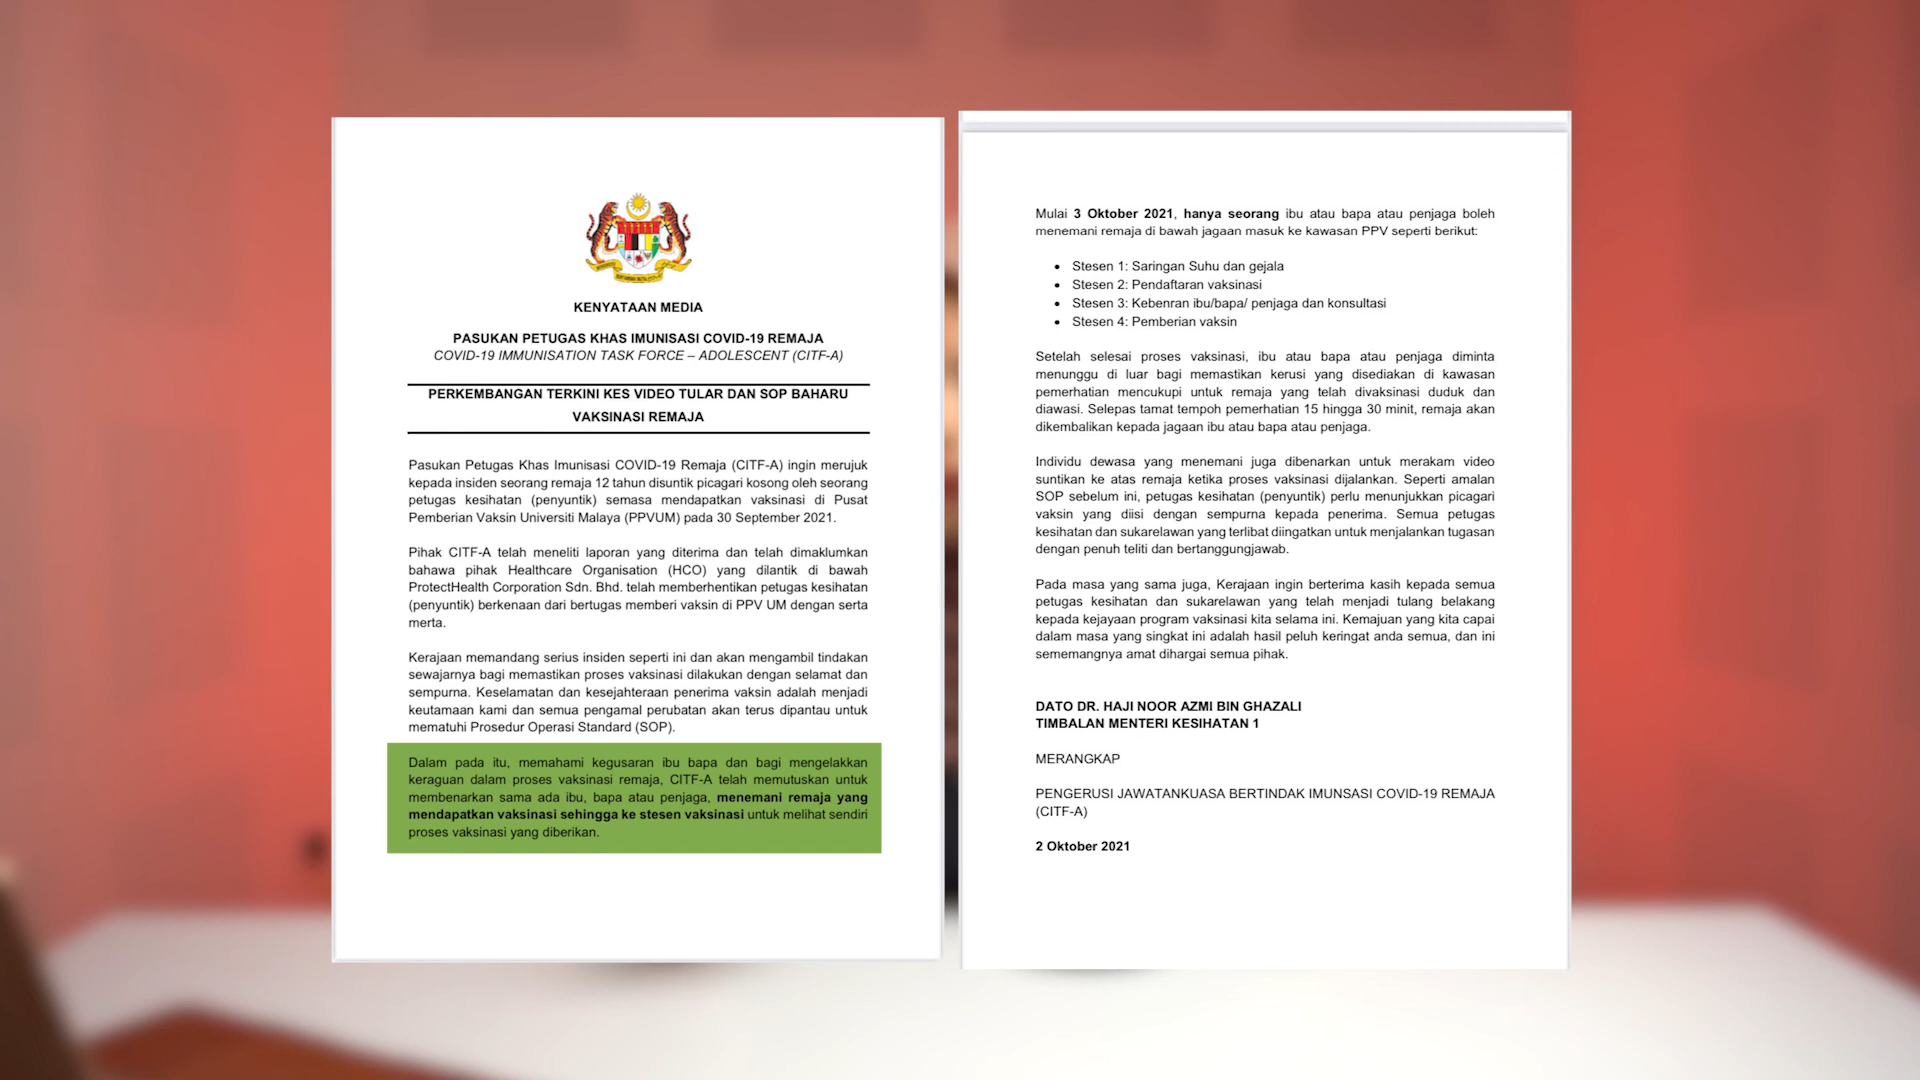 KENYATAAN MEDIA
PASUKAN PETUGAS KHAS IMUNISASI COVID-19 REMAJA
COVID-19 IMMUNISATION TASK FORCE – ADOLESCENT (CITF-A)
PERKEMBANGAN TERKINI KES VIDEO TULAR DAN SOP BAHARU
VAKSINASI REMAJA
Pasukan Petugas Khas Imunisasi COVID-19 Remaja (CITF-A) ingin merujuk
kepada insiden seorang remaja 12 tahun disuntik picagari kosong oleh seorang
petugas kesihatan (penyuntik) semasa mendapatkan vaksinasi di Pusat
Pemberian Vaksin Universiti Malaya (PPVUM) pada 30 September 2021.
Pihak CITF-A telah meneliti laporan yang diterima dan telah dimaklumkan
bahawa pihak Healthcare Organisation (HCO) yang dilantik di bawah
ProtectHealth Corporation Sdn. Bhd. telah memberhentikan petugas kesihatan
(penyuntik) berkenaan dari bertugas memberi vaksin di PPV UM dengan serta
merta.
Kerajaan memandang serius insiden seperti ini dan akan mengambil tindakan
sewajarnya bagi memastikan proses vaksinasi dilakukan dengan selamat dan
sempurna. Keselamatan dan kesejahteraan penerima vaksin adalah menjadi
keutamaan kami dan semua pengamal perubatan akan terus dipantau untuk
mematuhi Prosedur Operasi Standard (SOP).
Dalam pada itu, memahami kegusaran ibu bapa dan bagi mengelakkan
keraguan dalam proses vaksinasi remaja, CITF-A telah memutuskan untuk
membenarkan sama ada ibu, bapa atau penjaga, menemani remaja yang
mendapatkan vaksinasi sehingga ke stesen vaksinasi untuk melihat sendiri
proses vaksinasi yang diberikan.
Mulai 3 Oktober 2021, hanya seorang ibu atau bapa atau penjaga boleh
menemani remaja di bawah jagaan masuk ke kawasan PPV seperti berikut:
• Stesen 1: Saringan Suhu dan gejala
• Stesen 2: Pendaftaran vaksinasi
• Stesen 3: Kebenran ibu/bapa/ penjaga dan konsultasi
• Stesen 4: Pemberian vaksin
Setelah selesai proses vaksinasi, ibu atau bapa atau penjaga diminta
menunggu di luar bagi memastikan kerusi yang disediakan di kawasan
pemerhatian mencukupi untuk remaja yang telah divaksinasi duduk dan
diawasi. Selepas tamat tempoh pemerhatian 15 hingga 30 minit, remaja akan
dikembalikan kepada jagaan ibu atau bapa atau penjaga.
Individu dewasa yang menemani juga dibenarkan untuk merakam video
suntikan ke atas remaja ketika proses vaksinasi dijalankan. Seperti amalan
SOP sebelum ini, petugas kesihatan (penyuntik) perlu menunjukkan picagari
vaksin yang diisi dengan sempurna kepada penerima. Semua petugas
kesihatan dan sukarelawan yang terlibat diingatkan untuk menjalankan tugasan
dengan penuh teliti dan bertanggungjawab.
Pada masa yang sama juga, Kerajaan ingin berterima kasih kepada semua
petugas kesihatan dan sukarelawan yang telah menjadi tulang belakang
kepada kejayaan program vaksinasi kita selama ini. Kemajuan yang kita capai
dalam masa yang singkat ini adalah hasil peluh keringat anda semua, dan ini
sememangnya amat dihargai semua pihak.
DATO DR. HAJI NOOR AZMI BIN GHAZALI
TIMBALAN MENTERI KESIHATAN 1
MERANGKAP
PENGERUSI JAWATANKUASA BERTINDAK IMUNSASI COVID-19 REMAJA
(CITF-A)
2 Oktober 2021